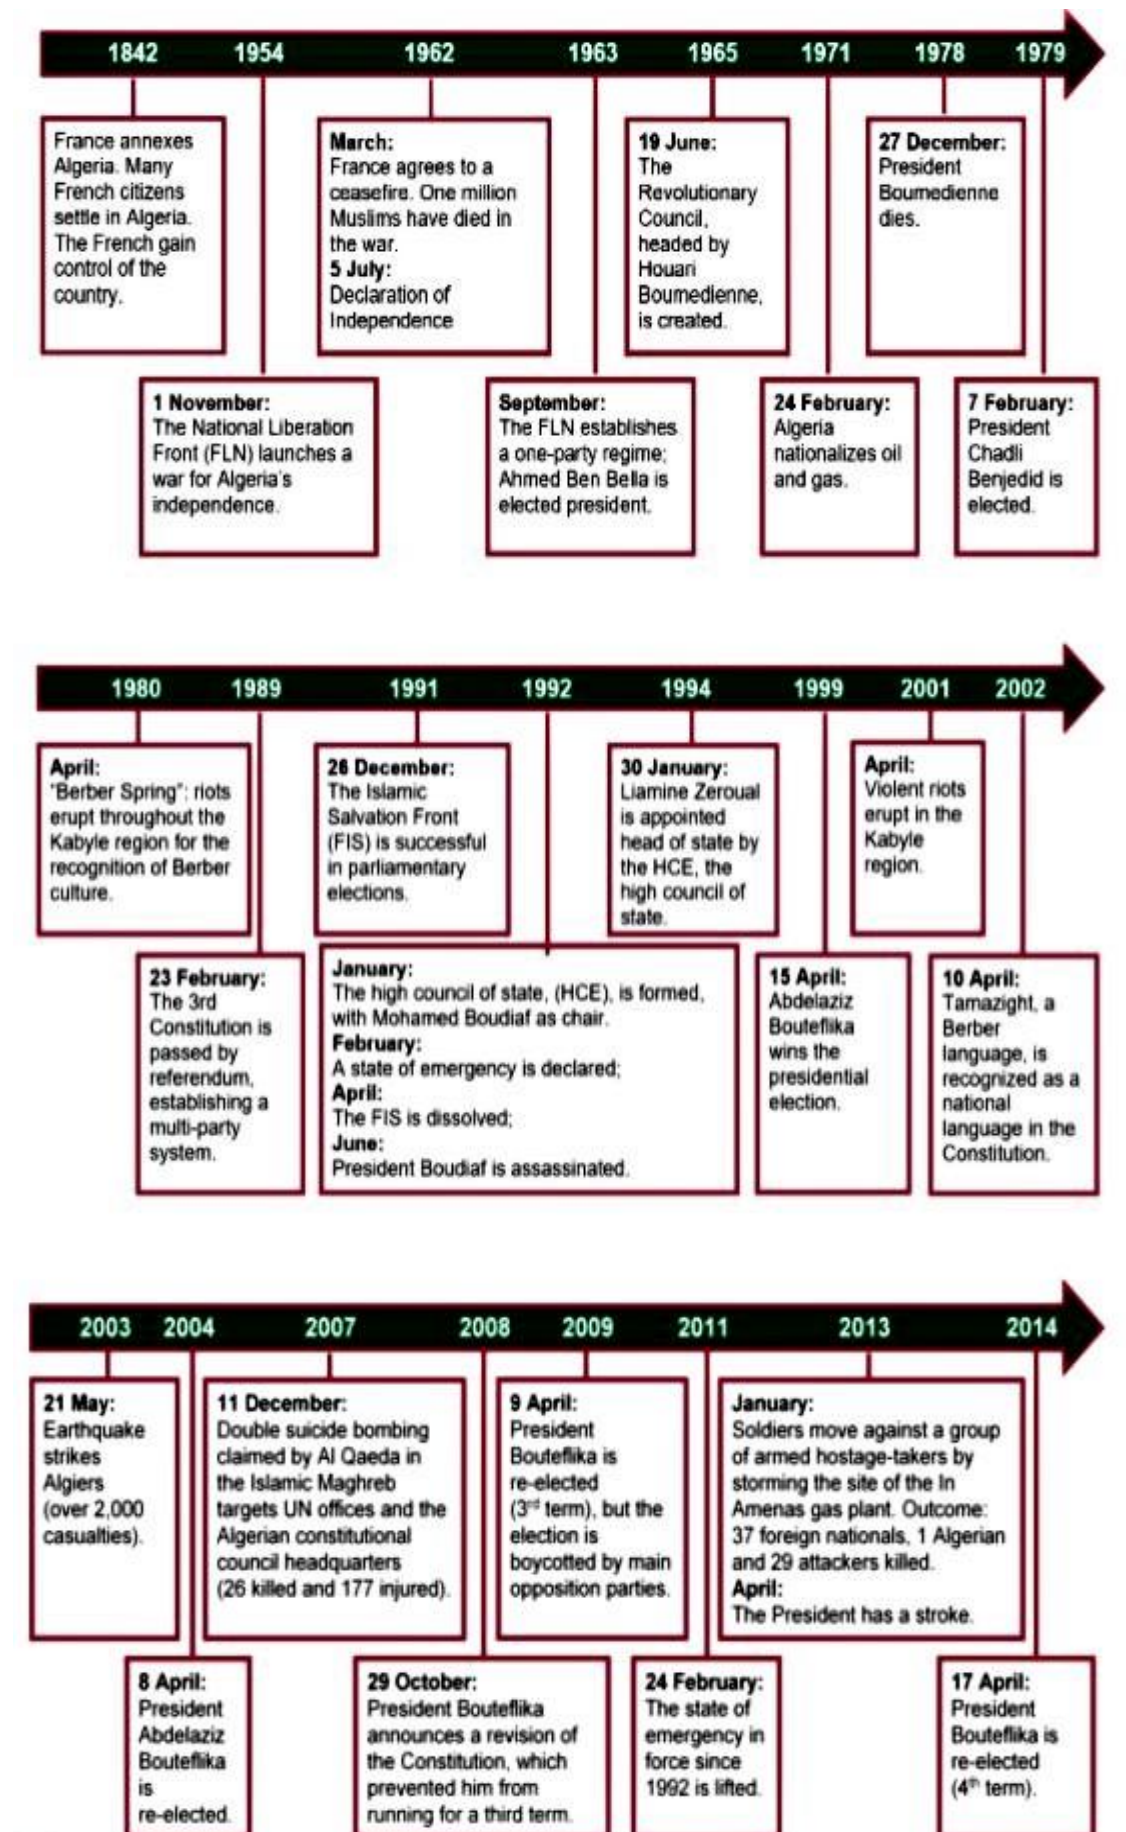 1842 1954 1962 1963 1965 1971 1978 1979
France annexes
Algeria. Many
French citizens
settle in Algeria.
The French gain
control of the
country.
1 November:
The National Liberation
Front (FLN) launches a
war for Algeria's
independence.
March:
France agrees to a
ceasefire. One million
Muslims have died in
the war.
5 July:
Declaration of
Independence
September:
The FLN establishes
a one-party regime;
Ahmed Ben Bella is
elected president.
19 June:
The
Revolutionary
Council,
headed by
Houari
Boumedienne,
is created.
24 February:
Algeria
nationalizes oil
and gas.
27 December:
President
Boumedienne
dies.
7 February:
President
Chadli
Benjedid is
elected.
1980 1989 1991 1992 1994 1999 2001 2002
April:
"Berber Spring": riots
erupt throughout the
Kabyle region for the
recognition of Berber
culture.
23 February:
The 3rd
Constitution is
passed by
referendum,
establishing a
multi-party
system.
26 December:
The Islamic
Salvation Front
(FIS) is successful
in parliamentary
elections.
January:
The high council of state, (HCE), is formed,
with Mohamed Boudiaf as chair.
February:
A state of emergency is declared;
April:
The FIS is dissolved;
June:
President Boudiaf is assassinated.
30 January:
Liamine Zeroual
is appointed
head of state by
the HCE, the
high council of
state.
15 April:
Abdelaziz
Bouteflika
wins the
presidential
election.
April:
Violent riots
erupt in the
Kabyle
region.
10 April:
Tamazight, a
Berber
language, is
recognized as a
national
language in the
Constitution.
2003 2004 2007 2008 2009 2011 2013 2014
21 May:
Earthquake
strikes
Algiers
(over 2,000
casualties).
8 April:
President
Abdelaziz
Bouteflika
is
re-elected.
11 December:
Double suicide bombing
claimed by Al Qaeda in
the Islamic Maghreb
targets UN offices and the
Algerian constitutional
council headquarters
(26 killed and 177 injured).
29 October:
President Bouteflika
announces a revision of
the Constitution, which
prevented him from
running for a third term.
9 April:
President
Bouteflika is
re-elected
(3rd term), but the
election is
boycotted by main
opposition parties.
24 February:
The state of
emergency in
force since
1992 is lifted.
January:
Soldiers move against a group
of armed hostage-takers by
storming the site of the In
Amenas gas plant. Outcome:
37 foreign nationals, 1 Algerian
and 29 attackers killed.
April:
The President has a stroke.
17 April:
President
Bouteflika is
re-elected
(4th term).